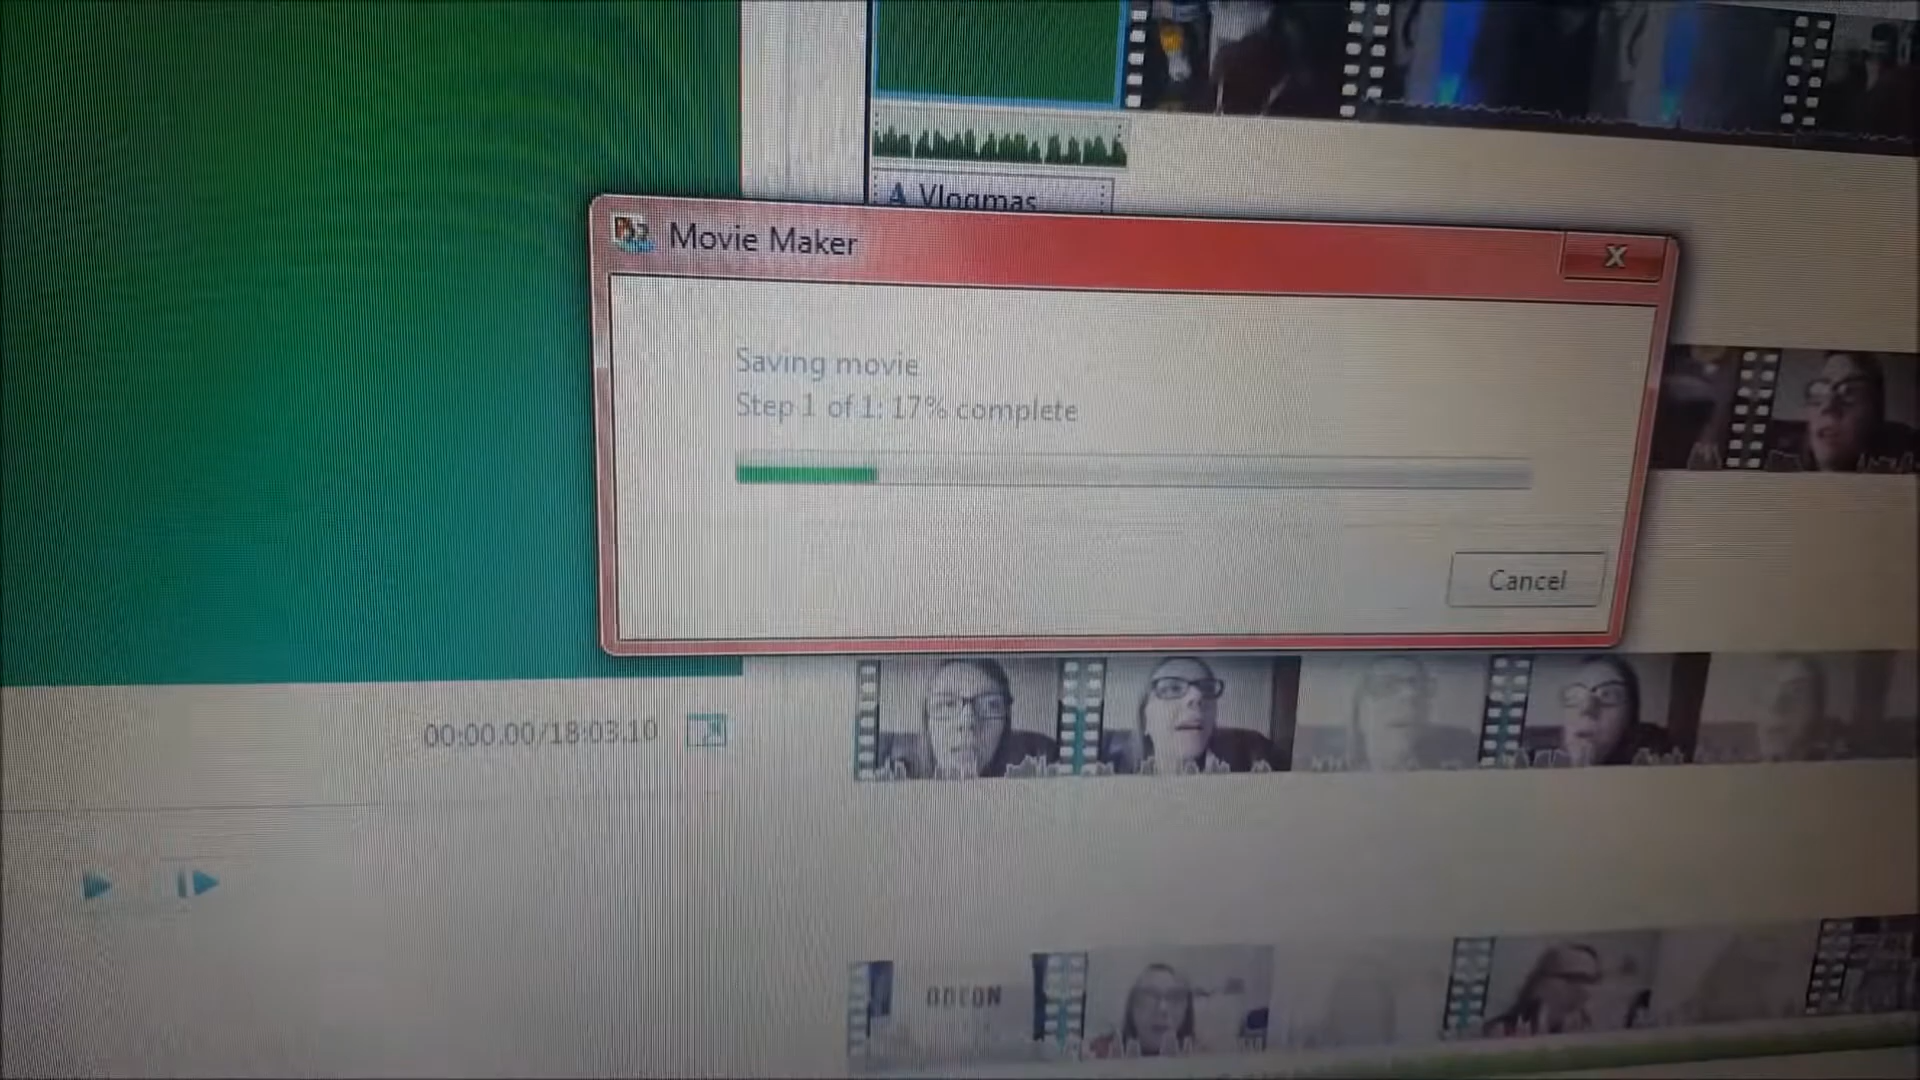 Vlogmas
Movie Maker
X
Saving movie
Step 1 of 1: 17% complete
Cancel
00:00.00/18:03.10
ODEON